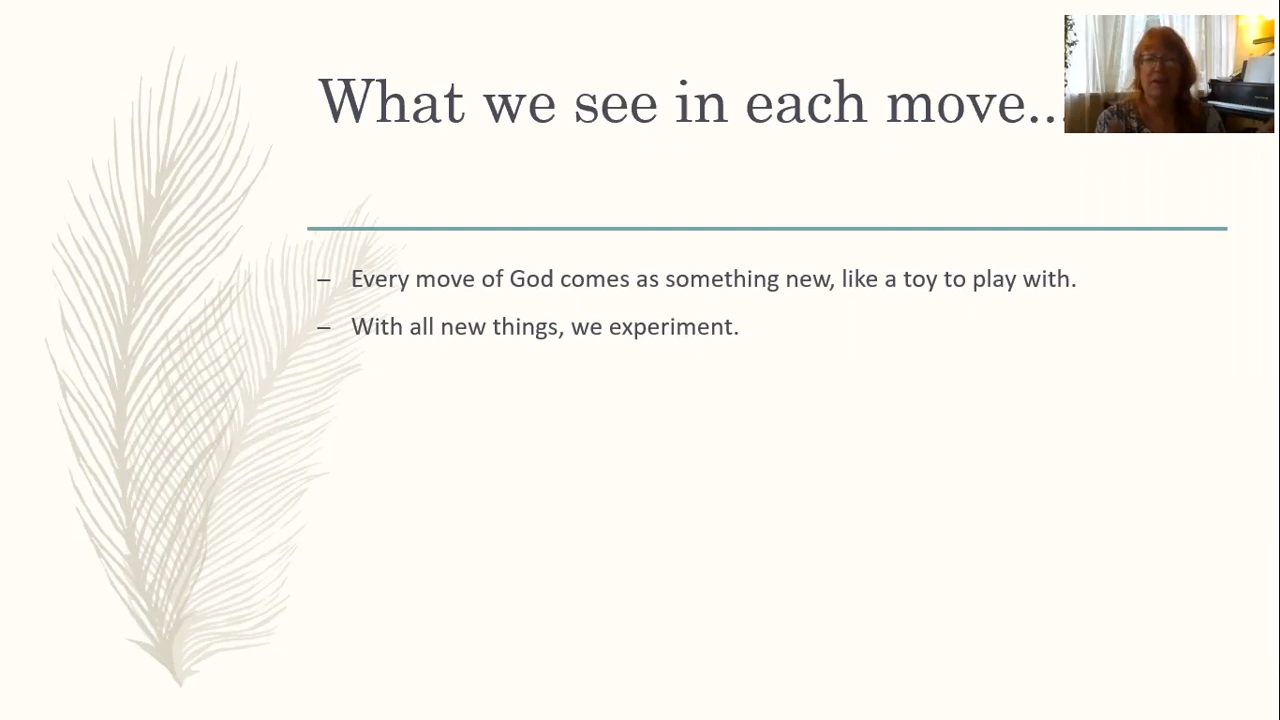 What we see in each move..
– Every move of God comes as something new, like a toy to play with.
– With all new things, we experiment.